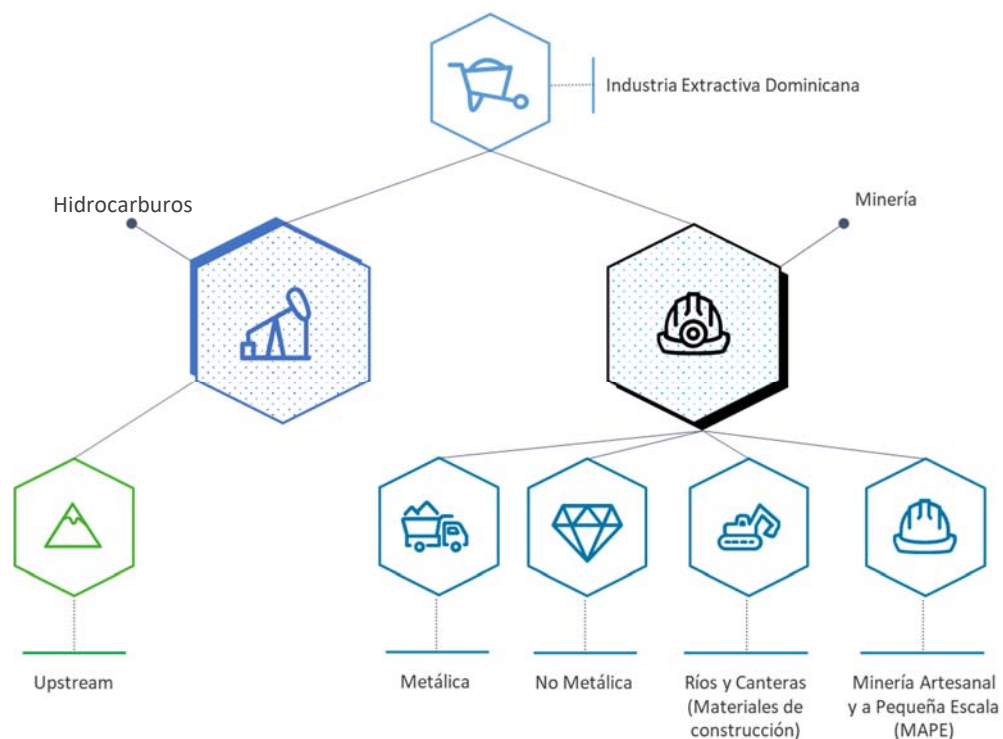 Industria Extractiva Dominicana
Hidrocarburos
Minería
Upstream
Metálica
No Metálica
Ríos y Canteras
(Materiales de
construcción)
Minería Artesanal
y a Pequeña Escala
(MAPE)